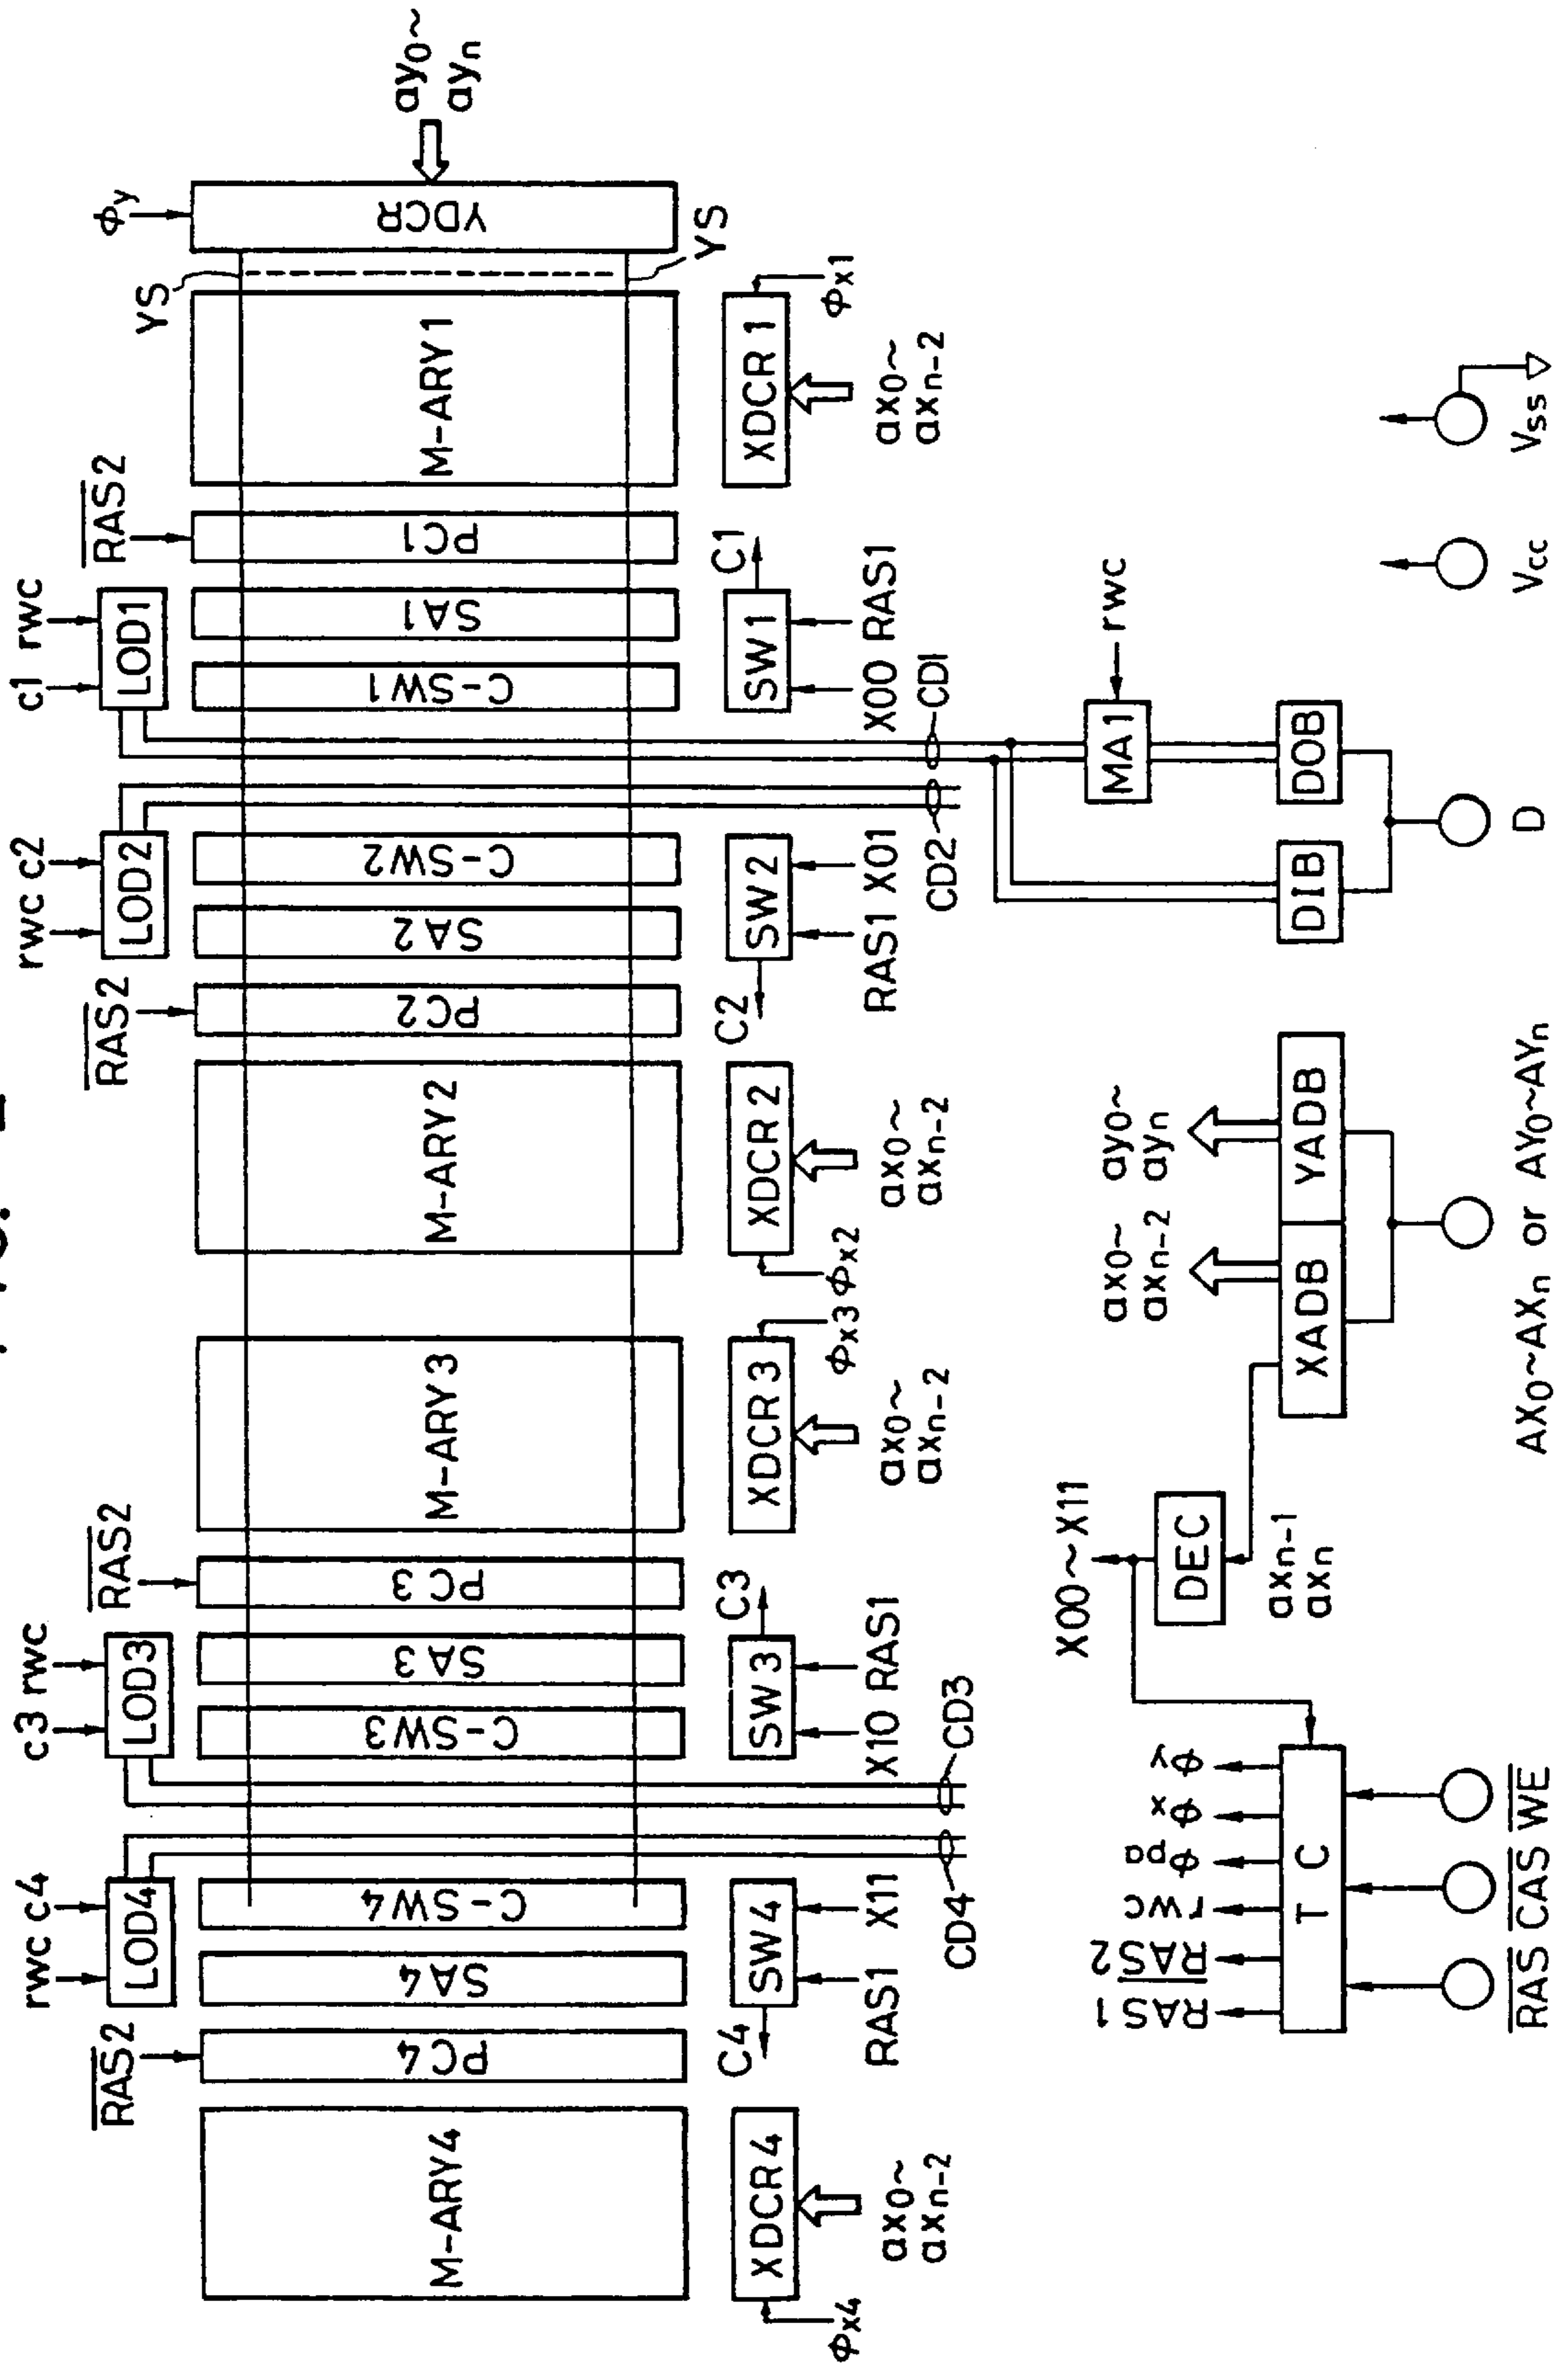 rwc c4 c3 rwc rwc c2 c1 rwc
RAS2 LOD4 LOD3 RAS2 RAS2 LOD2 LOD1 RAS2 φy
YS
M-ARY4 PC4 SA4 C-SW4 C-SW3 SA3 PC3 M-ARY3 M-ARY2 PC2 SA2 C-SW2 C-SW1 SA1 PC1 M-ARY1 YDCR ay0~
ayn
YS
C4 C3 C2 C1
XDCR4 SW4 SW3 XDCR3 XDCR2 SW2 SW1 XDCR1
φx4 φx3 φx2 φx1
RAS1 X11 X10 RAS1 RAS1 X01 X00 RAS1
ax0~ ax0~ ax0~ ax0~
axn-2 axn-2 axn-2 axn-2
CD4 CD3 CD2 CD1
X00~X11
RAS1 RAS2 rwc φpa φx φy
ax0~ ay0~
axn-2 ayn
MA1 rwc
DEC
axn-1
axn
TC XADB YADB DIB DOB
RAS CAS WE AX0~AXn or AY0~AYn D Vcc Vss